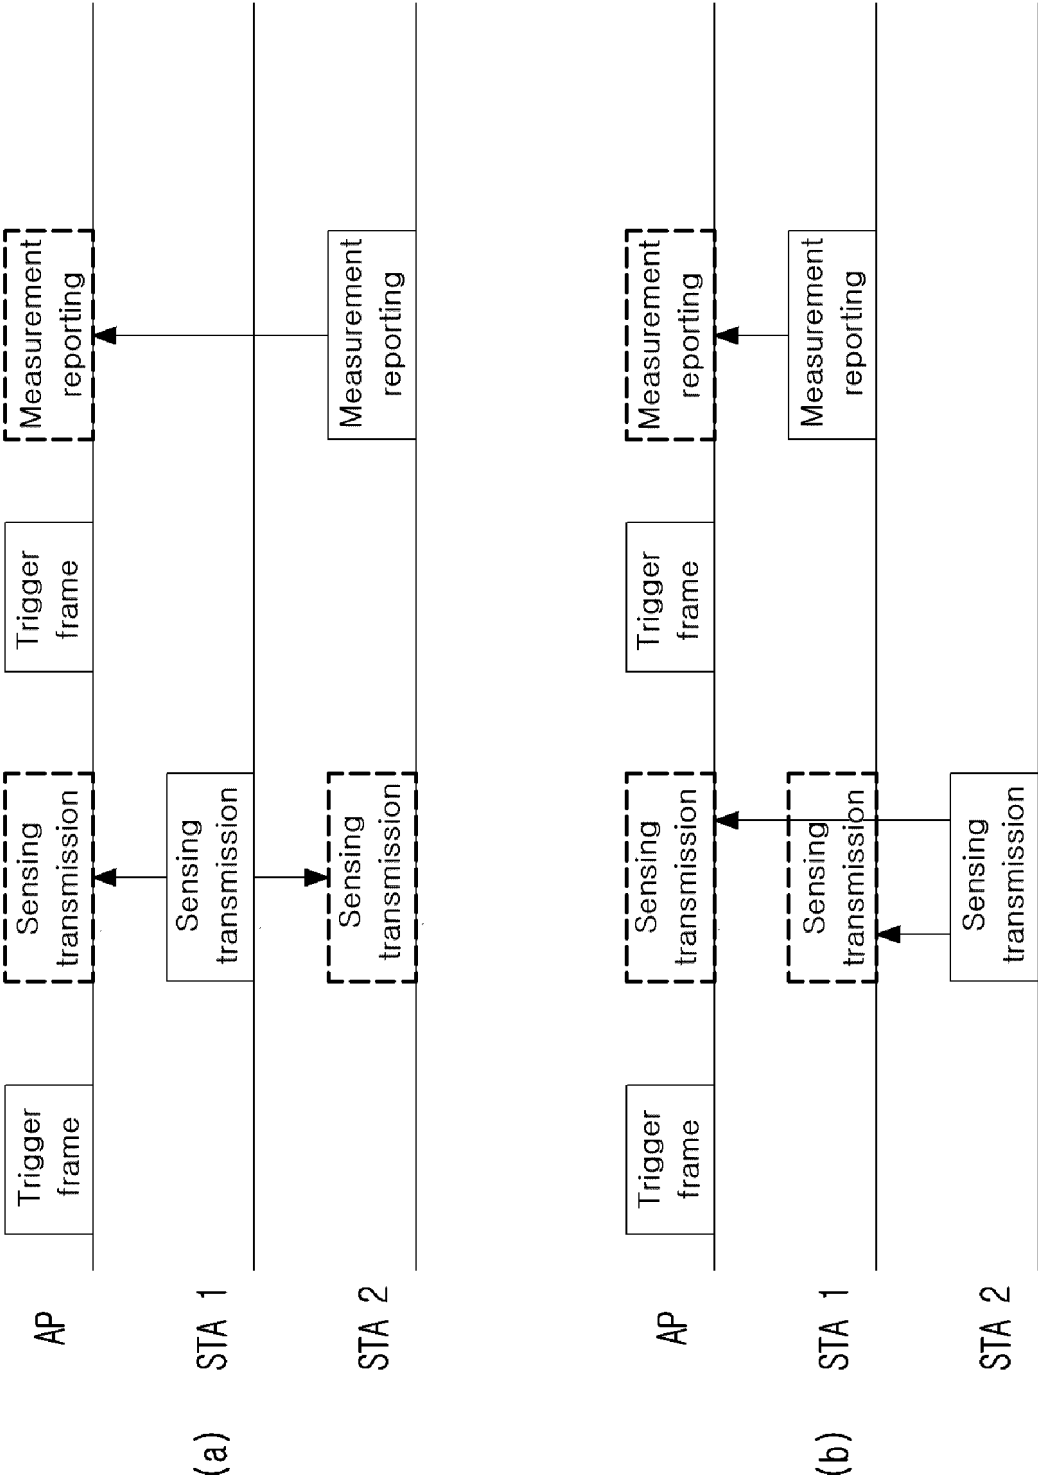 (a)
AP
Trigger
frame
Sensing
transmission
Trigger
frame
Measurement
reporting
STA 1
Sensing
transmission
STA 2
Sensing
transmission
Measurement
reporting
(b)
AP
Trigger
frame
Sensing
transmission
Trigger
frame
Measurement
reporting
STA 1
Sensing
transmission
Measurement
reporting
STA 2
Sensing
transmission